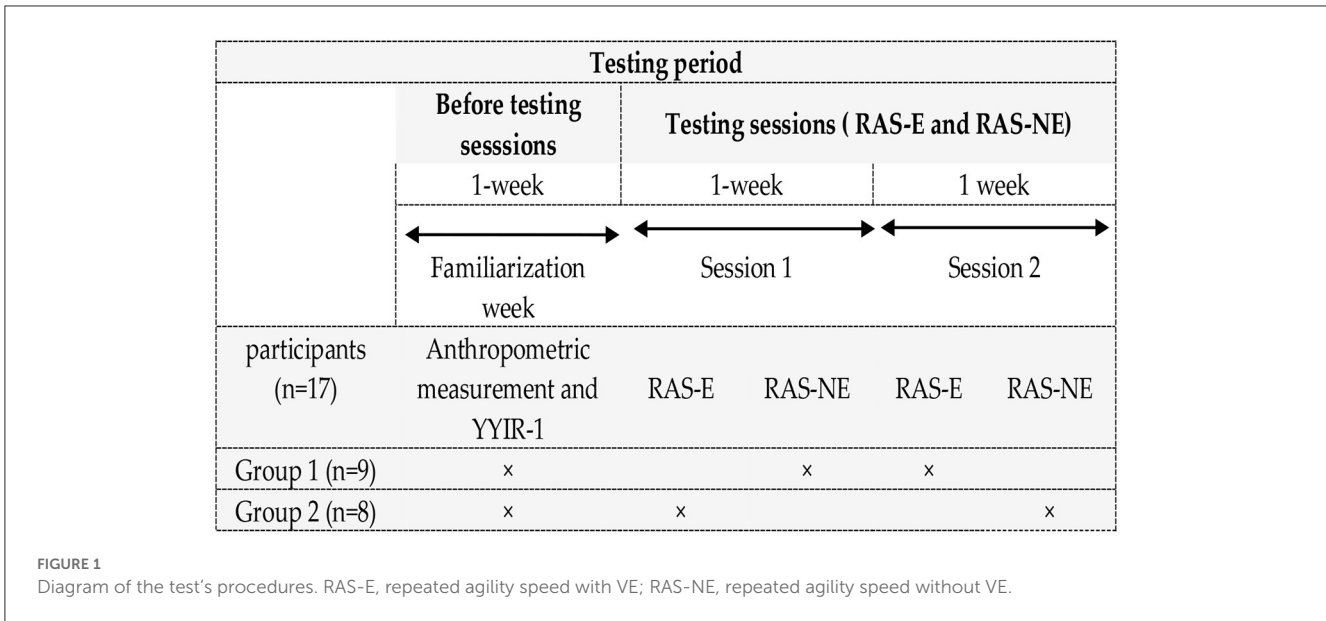 Testing period
Before testing
sesssions
Testing sessions ( RAS-E and RAS-NE)
1-week
1-week
1 week
Familiarization
week
Session 1
Session 2
participants
(n=17)
Anthropometric
measurement and
YYIR-1
RAS-E
RAS-NE
RAS-E
RAS-NE
Group 1 (n=9)
x
x
x
Group 2 (n=8)
x
x
x
FIGURE 1
Diagram of the test's procedures. RAS-E, repeated agility speed with VE; RAS-NE, repeated agility speed without VE.